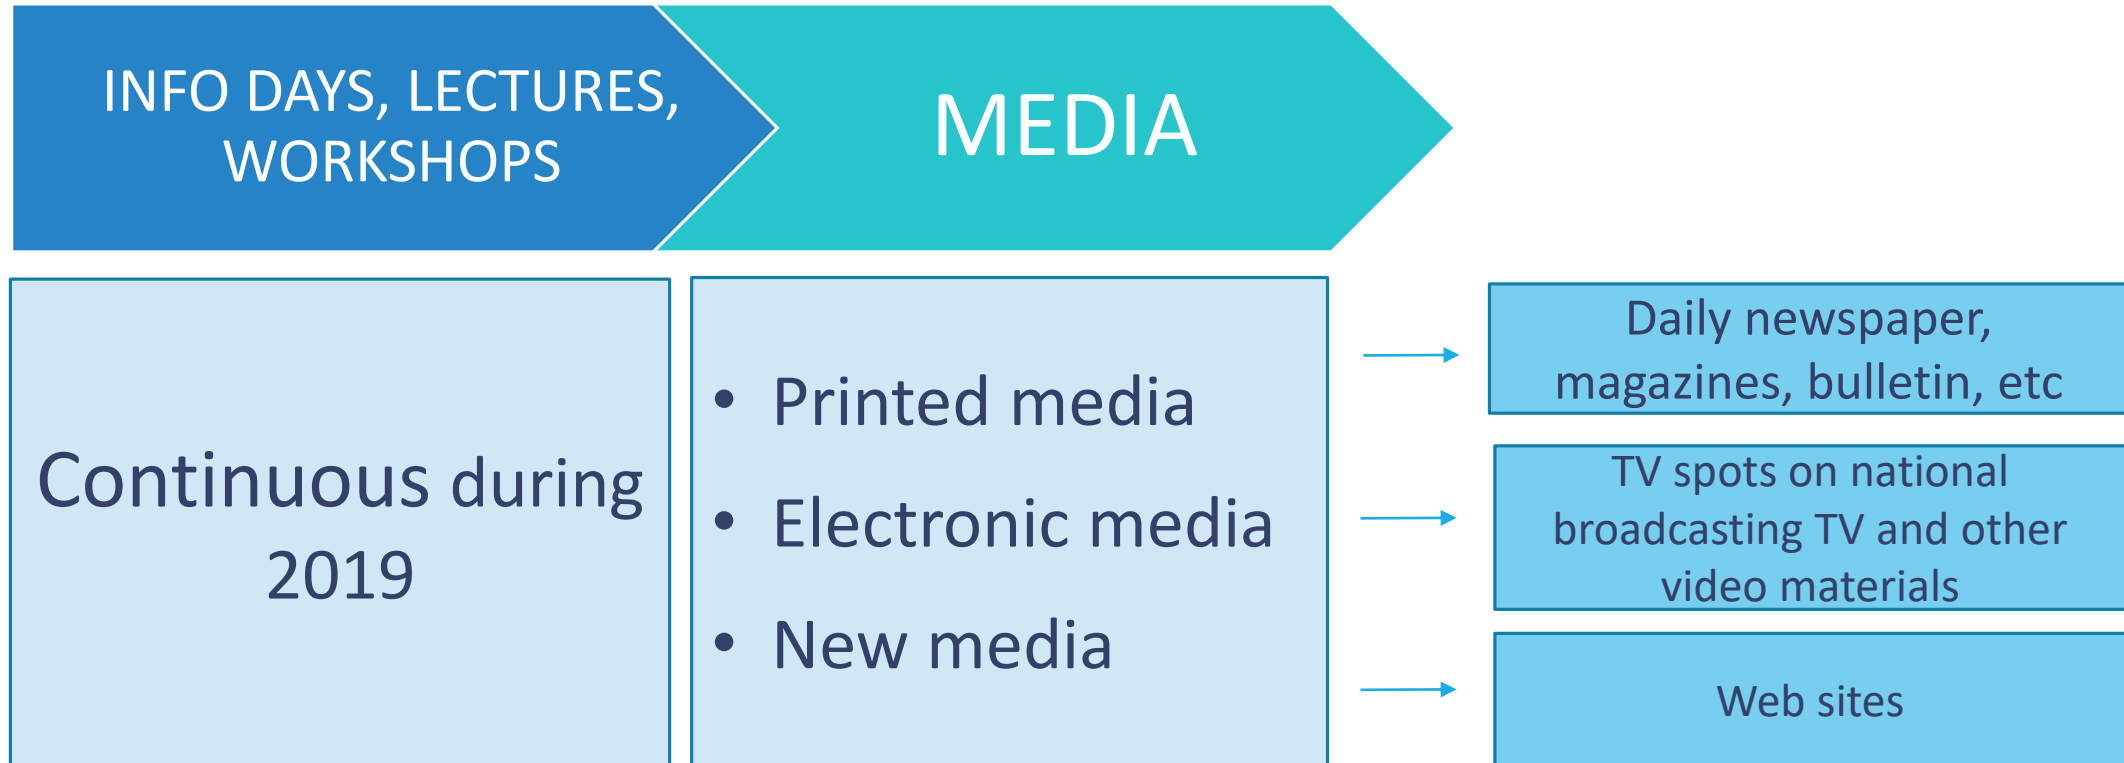 INFO DAYS, LECTURES,
WORKSHOPS
MEDIA
Continuous during
2019
• Printed media
• Electronic media
• New media
Daily newspaper,
magazines, bulletin, etc
TV spots on national
broadcasting TV and other
video materials
Web sites